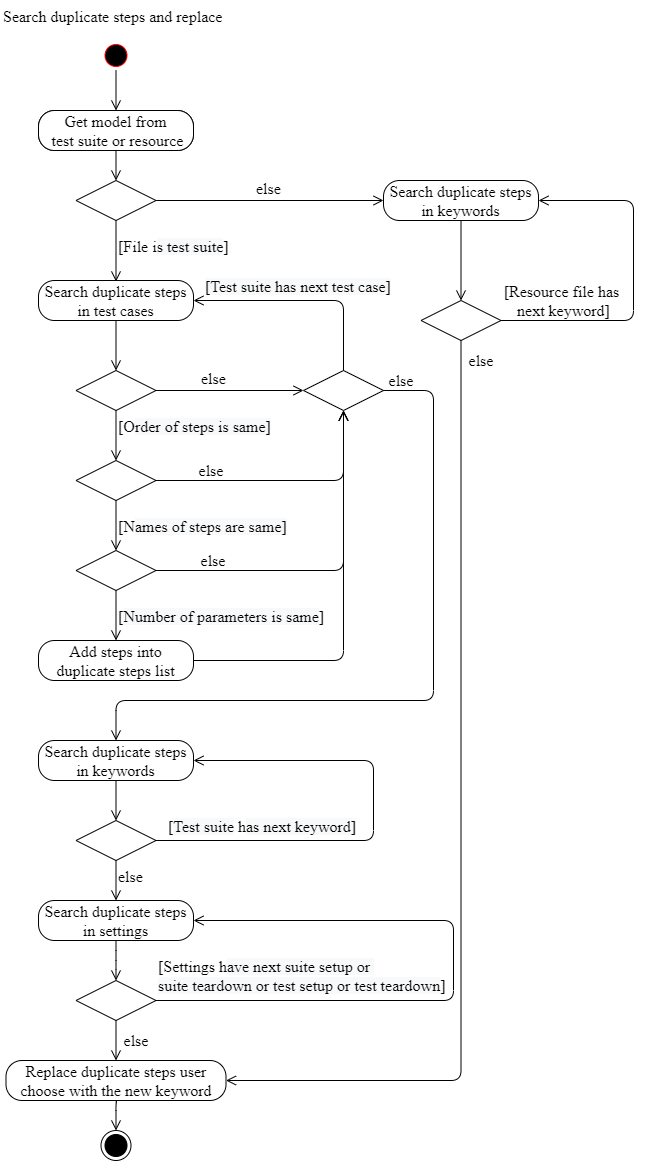 Search duplicate steps and replace
Get model from
test suite or resource
else
Search duplicate steps
in keywords
[File is test suite]
[Resource file has
next keyword]
Search duplicate steps
in test cases
[Test suite has next test case]
else
else
else
[Order of steps is same]
else
[Names of steps are same]
else
[Number of parameters is same]
Add steps into
duplicate steps list
Search duplicate steps
in keywords
[Test suite has next keyword]
else
Search duplicate steps
in settings
[Settings have next suite setup or
suite teardown or test setup or test teardown]
else
Replace duplicate steps user
choose with the new keyword